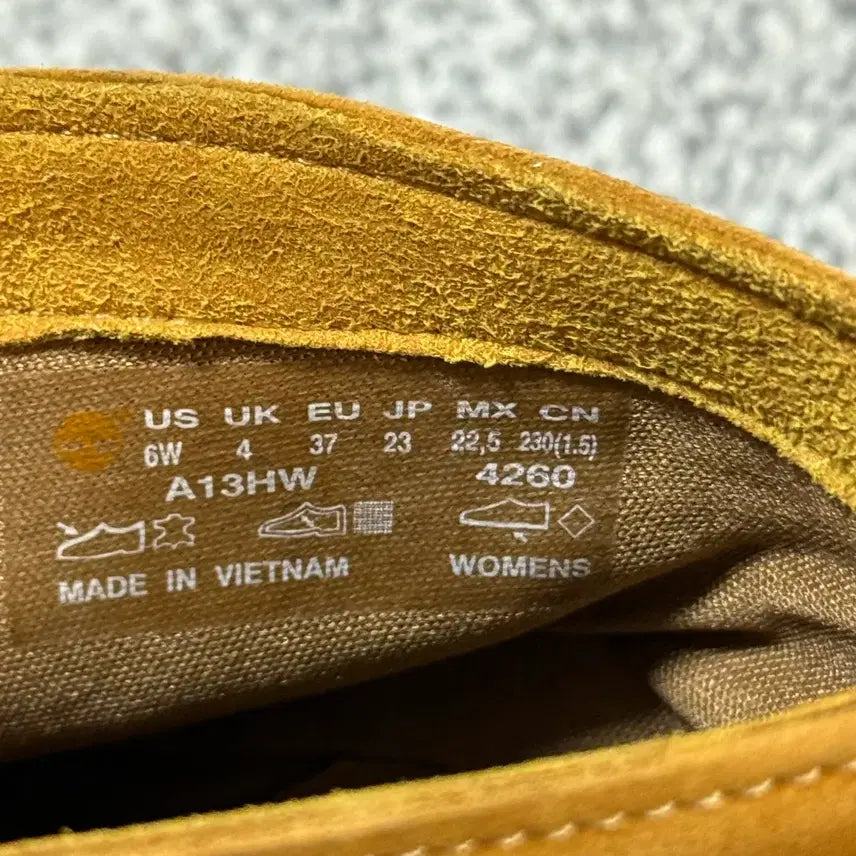 US UK EU JP MX CN
6W 4 37 23 22,5 230(1.5)
A13HW 4260
MADE IN VIETNAM WOMENS